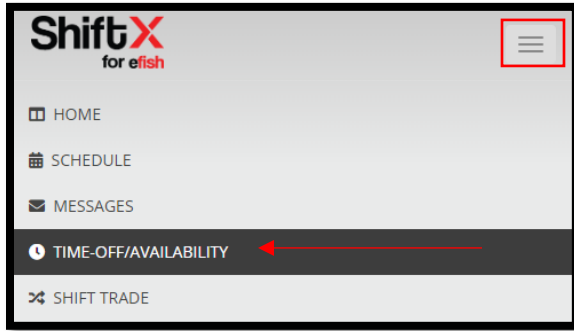 ShiftX
for efish
HOME
SCHEDULE
MESSAGES
TIME-OFF/AVAILABILITY
SHIFT TRADE